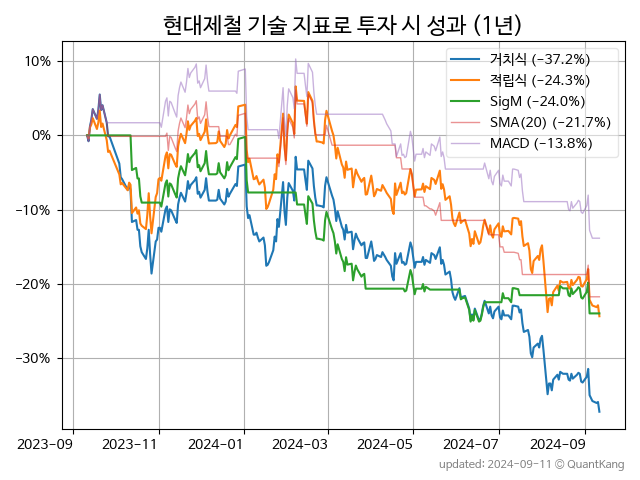 현대제철 기술 지표로 투자 시 성과 (1년)
거치식 (−37.2%)
적립식 (−24.3%)
SigM (−24.0%)
SMA(20) (−21.7%)
MACD (−13.8%)
10%
0%
−10%
−20%
−30%
2023-09
2023-11
2024-01
2024-03
2024-05
2024-07
2024-09
updated: 2024-09-11 © QuantKang